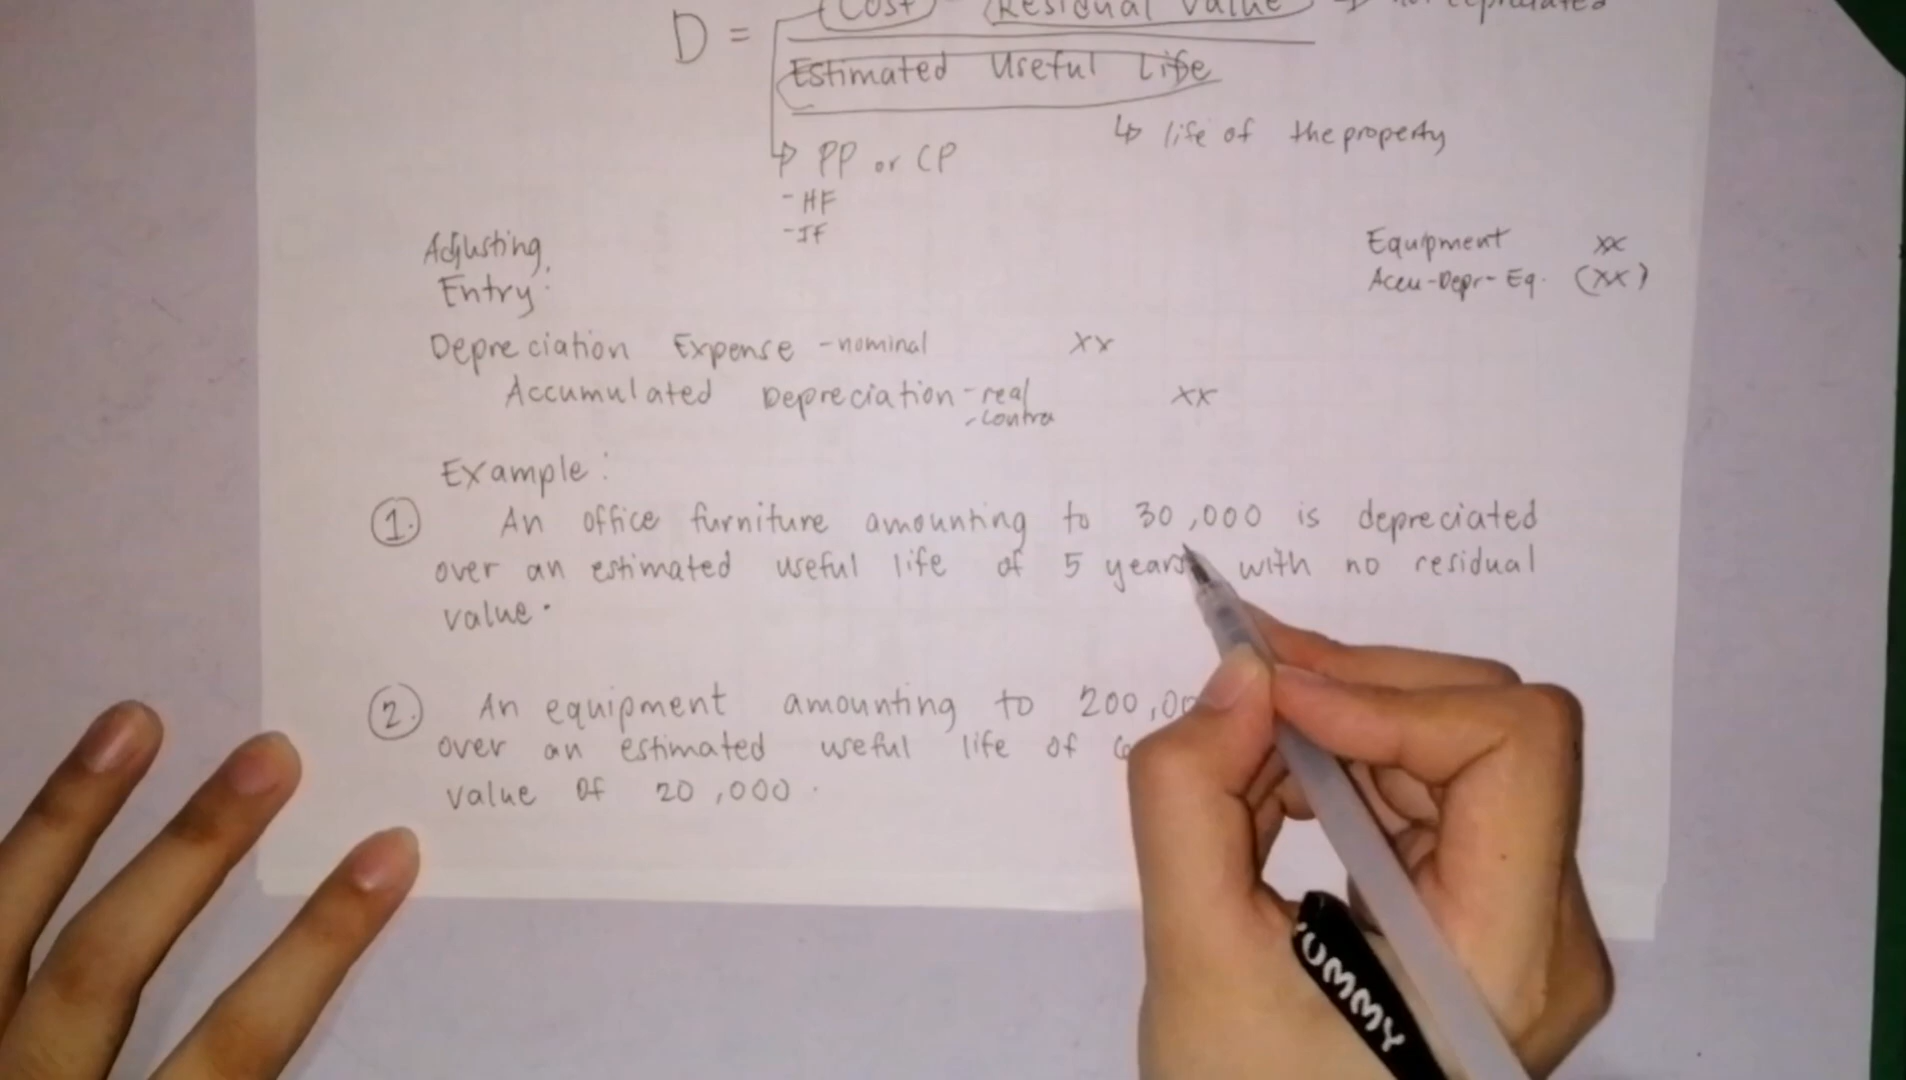 Cost - Residual Value → not depreciated
D =
Estimated Useful Life
↳ life of the property
↳ PP or CP
- HF
- IF
Adjusting
Entry:
Equipment xx
Accu-Depr-Eq. (xx)
Depreciation Expense - nominal xx
Accumulated Depreciation - real xx
- contra
Example:
1. An office furniture amounting to 30,000 is depreciated
over an estimated useful life of 5 years with no residual
value.
2. An equipment amounting to
over an estimated useful life of
value of 20,000.
YUMMY